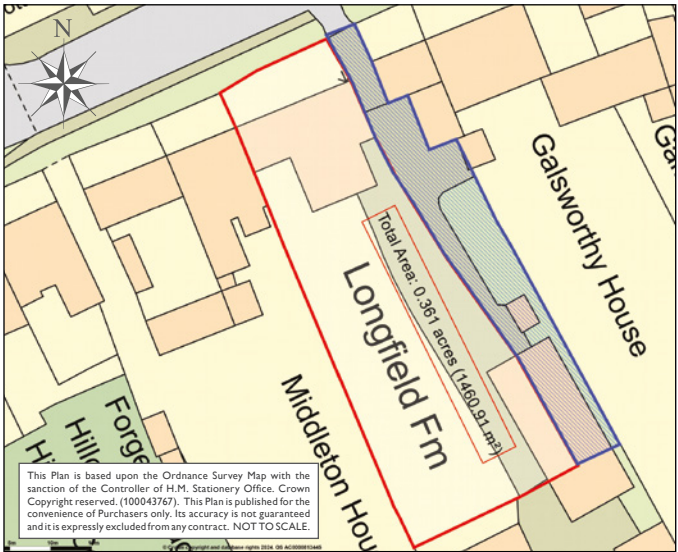 N
Galsworthy House
Ga
Total Area: 0.361 acres (1460.91 m²)
Longfield Fm
Middleton Hou
Forge
Hillc
Hi
This Plan is based upon the Ordnance Survey Map with the
sanction of the Controller of H.M. Stationery Office. Crown
Copyright reserved. (100043767). This Plan is published for the
convenience of Purchasers only. Its accuracy is not guaranteed
and it is expressly excluded from any contract. NOT TO SCALE.